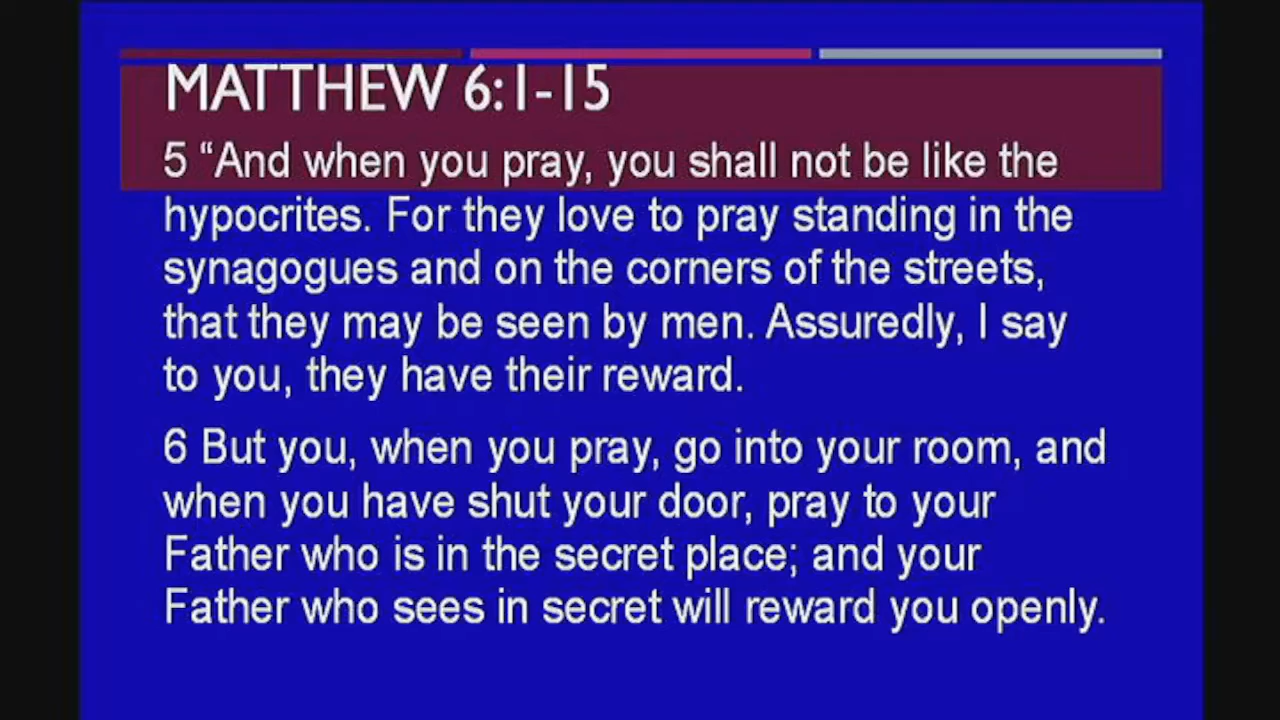 MATTHEW 6:1-15
5 “And when you pray, you shall not be like the
hypocrites. For they love to pray standing in the
synagogues and on the corners of the streets,
that they may be seen by men. Assuredly, I say
to you, they have their reward.
6 But you, when you pray, go into your room, and
when you have shut your door, pray to your
Father who is in the secret place; and your
Father who sees in secret will reward you openly.